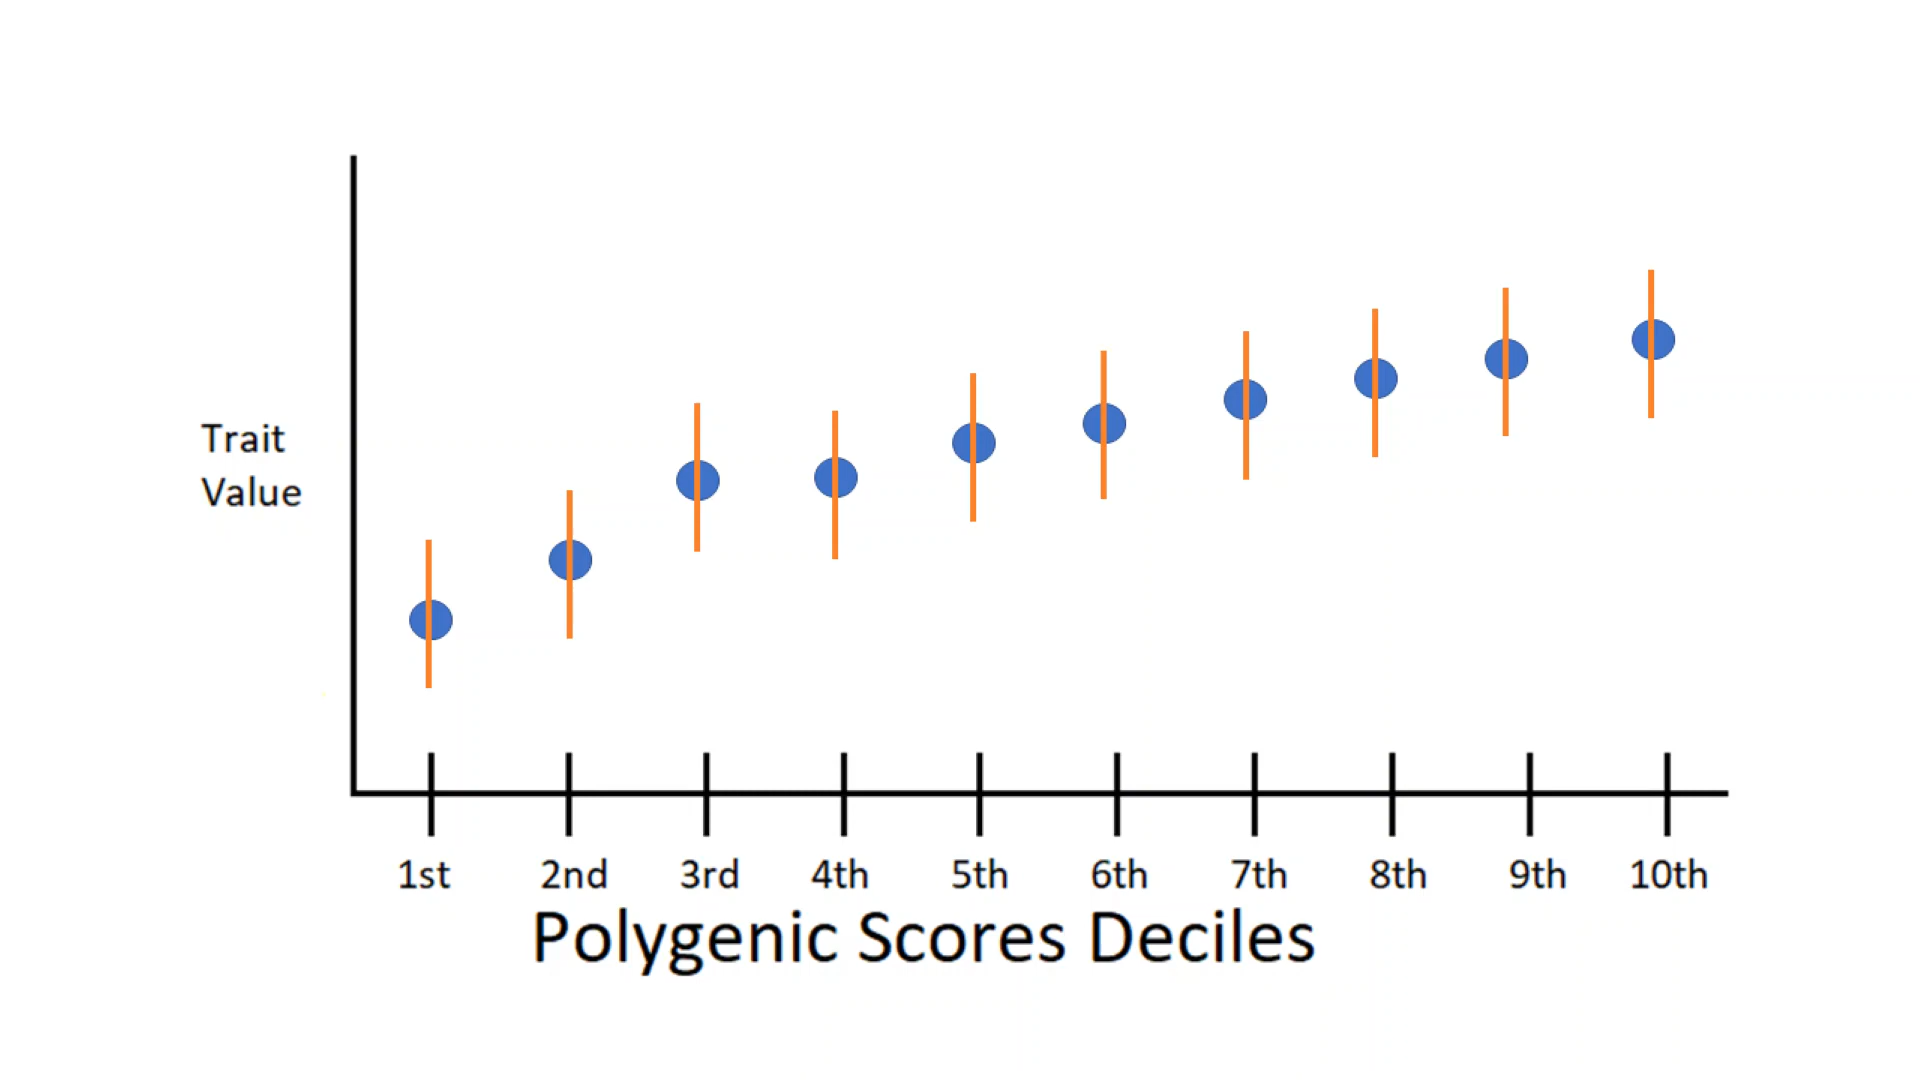 Trait
Value
1st 2nd 3rd 4th 5th 6th 7th 8th 9th 10th
Polygenic Scores Deciles